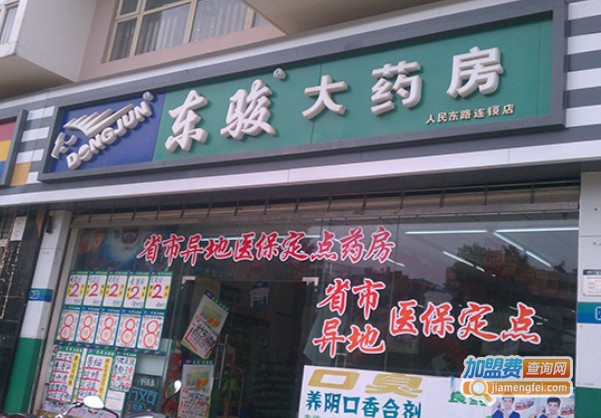 DONGJUN
东骏®大药房
人民东路连锁店
省市异地医保定点药房
省市
异地医保定点
口臭
养阴口香合剂
加盟费查询网
jiamengfei.com